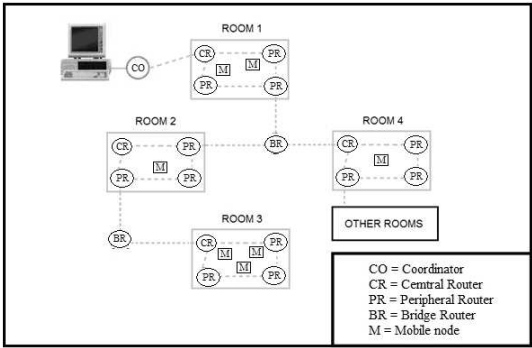 ROOM 1
CO
CR
PR
M
M
PR
PR
ROOM 2
ROOM 4
CR
PR
BR
CR
PR
M
M
PR
PR
PR
PR
ROOM 3
OTHER ROOMS
BR
CR
PR
M
M
M
PR
PR
CO = Coordinator
CR = Cemtral Router
PR = Peripheral Router
BR = Bridge Router
M = Mobile node